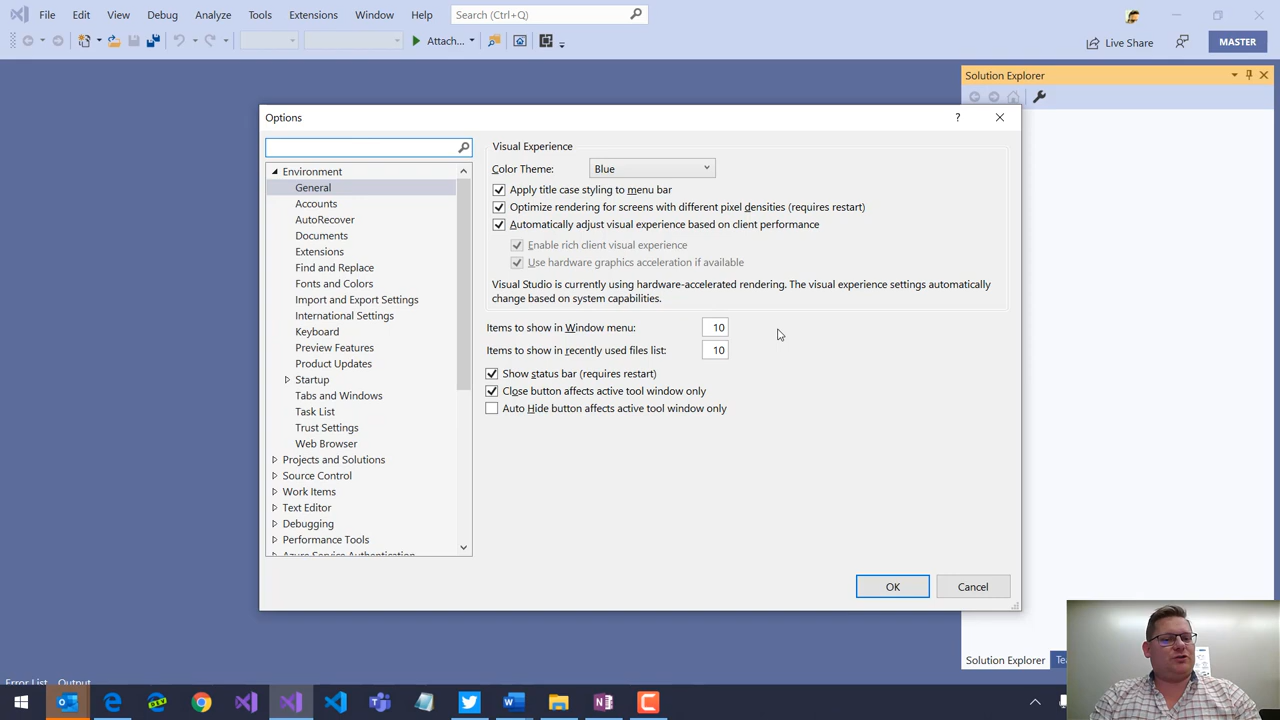 File Edit View Debug Analyze Tools Extensions Window Help Search (Ctrl+Q)
Attach... Live Share MASTER
Solution Explorer
Options
Environment
General
Accounts
AutoRecover
Documents
Extensions
Find and Replace
Fonts and Colors
Import and Export Settings
International Settings
Keyboard
Preview Features
Product Updates
Startup
Tabs and Windows
Task List
Trust Settings
Web Browser
Projects and Solutions
Source Control
Work Items
Text Editor
Debugging
Performance Tools
Azure Service Authentication
Visual Experience
Color Theme: Blue
Apply title case styling to menu bar
Optimize rendering for screens with different pixel densities (requires restart)
Automatically adjust visual experience based on client performance
Enable rich client visual experience
Use hardware graphics acceleration if available
Visual Studio is currently using hardware-accelerated rendering. The visual experience settings automatically
change based on system capabilities.
Items to show in Window menu: 10
Items to show in recently used files list: 10
Show status bar (requires restart)
Close button affects active tool window only
Auto Hide button affects active tool window only
OK Cancel
Solution Explorer
Error List Output